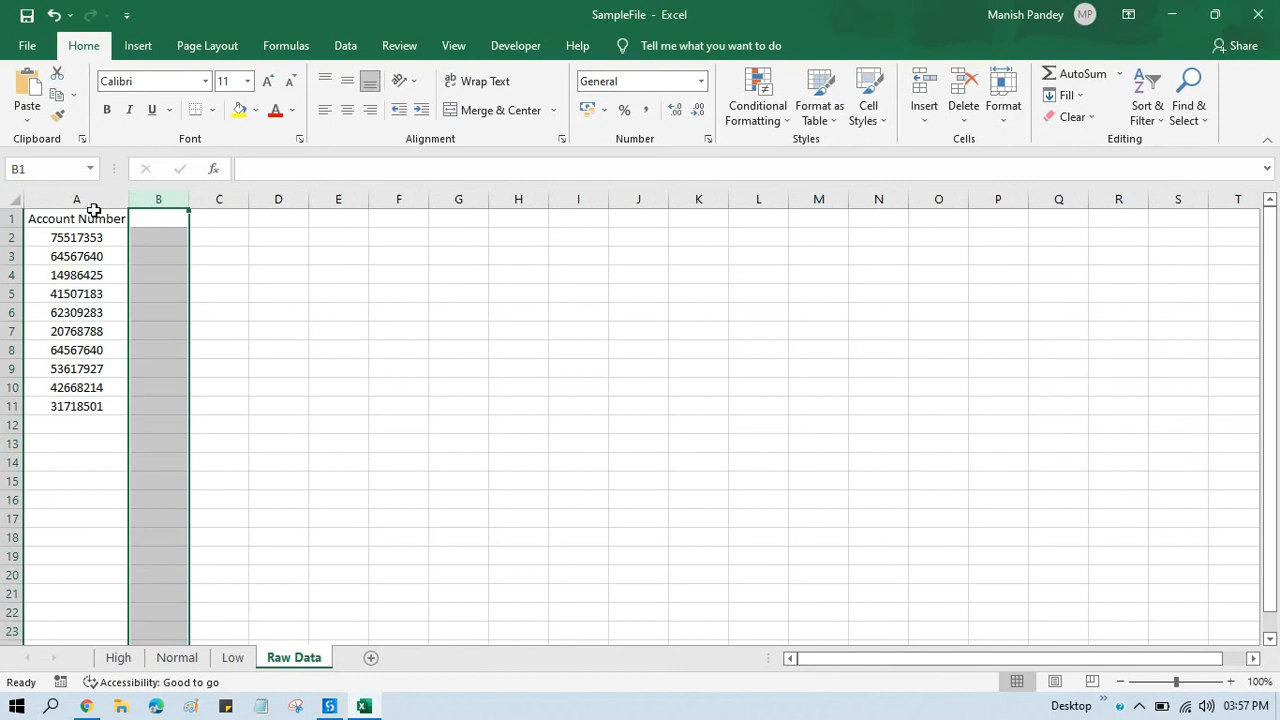 SampleFile - Excel
Manish Pandey
MP
File
Home
Insert
Page Layout
Formulas
Data
Review
View
Developer
Help
Tell me what you want to do
Share
Paste
Clipboard
Calibri
11
B I U
A
Font
ab
Wrap Text
Merge & Center
Alignment
General
%
Number
Conditional
Formatting
Format as
Table
Cell
Styles
Styles
Insert
Delete
Format
Cells
AutoSum
Fill
Clear
Sort &
Filter
Find &
Select
Editing
B1
fx
A B C D E F G H I J K L M N O P Q R S T
1 Account Number
2 75517353
3 64567640
4 14986425
5 41507183
6 62309283
7 20768788
8 64567640
9 53617927
10 42668214
11 31718501
12
13
14
15
16
17
18
19
20
21
22
23
High
Normal
Low
Raw Data
Ready
Accessibility: Good to go
100%
Desktop
03:57 PM